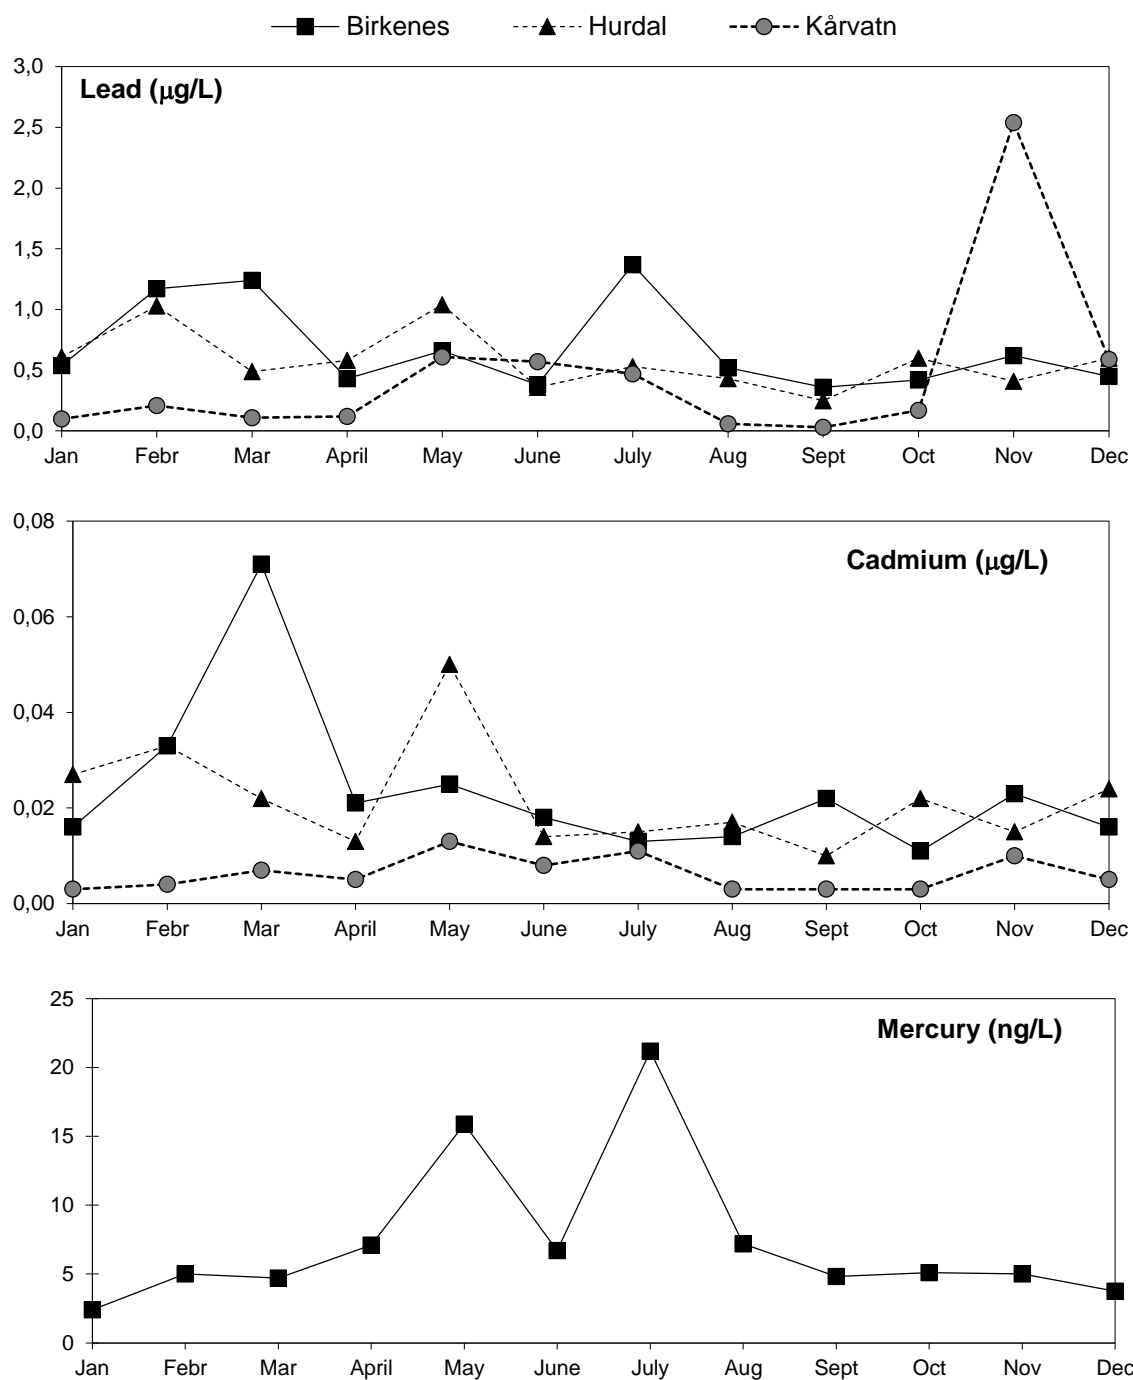 Birkenes Hurdal Kårvatn
Lead (µg/L)
3,0
2,5
2,0
1,5
1,0
0,5
0,0
Jan Febr Mar April May June July Aug Sept Oct Nov Dec
Cadmium (µg/L)
0,08
0,06
0,04
0,02
0,00
Jan Febr Mar April May June July Aug Sept Oct Nov Dec
Mercury (ng/L)
25
20
15
10
5
0
Jan Febr Mar April May June July Aug Sept Oct Nov Dec